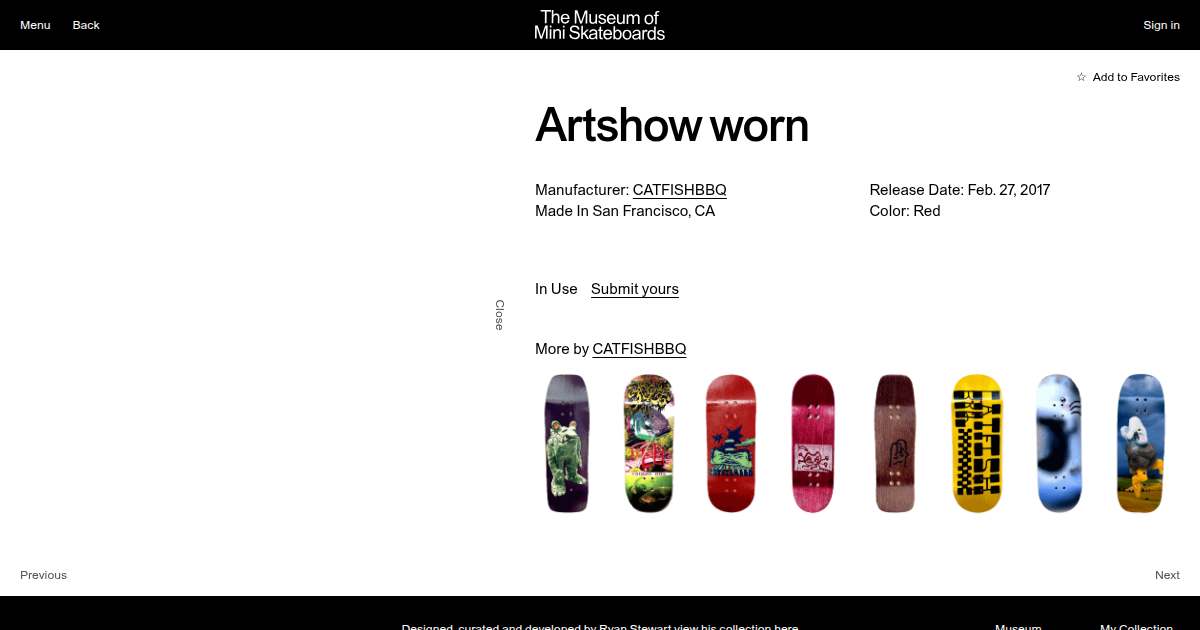 Menu Back
The Museum of
Mini Skateboards
Sign in
☆ Add to Favorites
Artshow worn
Manufacturer: CATFISHBBQ
Made In San Francisco, CA
Release Date: Feb. 27, 2017
Color: Red
In Use Submit yours
Close
More by CATFISHBBQ
Previous
Next
Designed, curated and developed by Ryan Stewart view his collection here.
Museum
My Collection